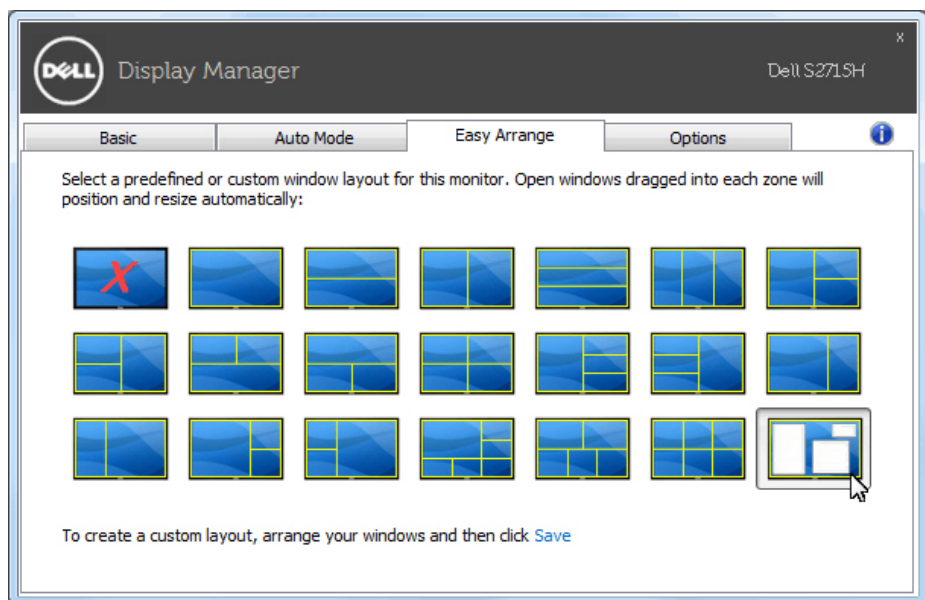 x
DELL Display Manager
Dell S2715H
Basic Auto Mode Easy Arrange Options
Select a predefined or custom window layout for this monitor. Open windows dragged into each zone will
position and resize automatically:
X
To create a custom layout, arrange your windows and then click Save